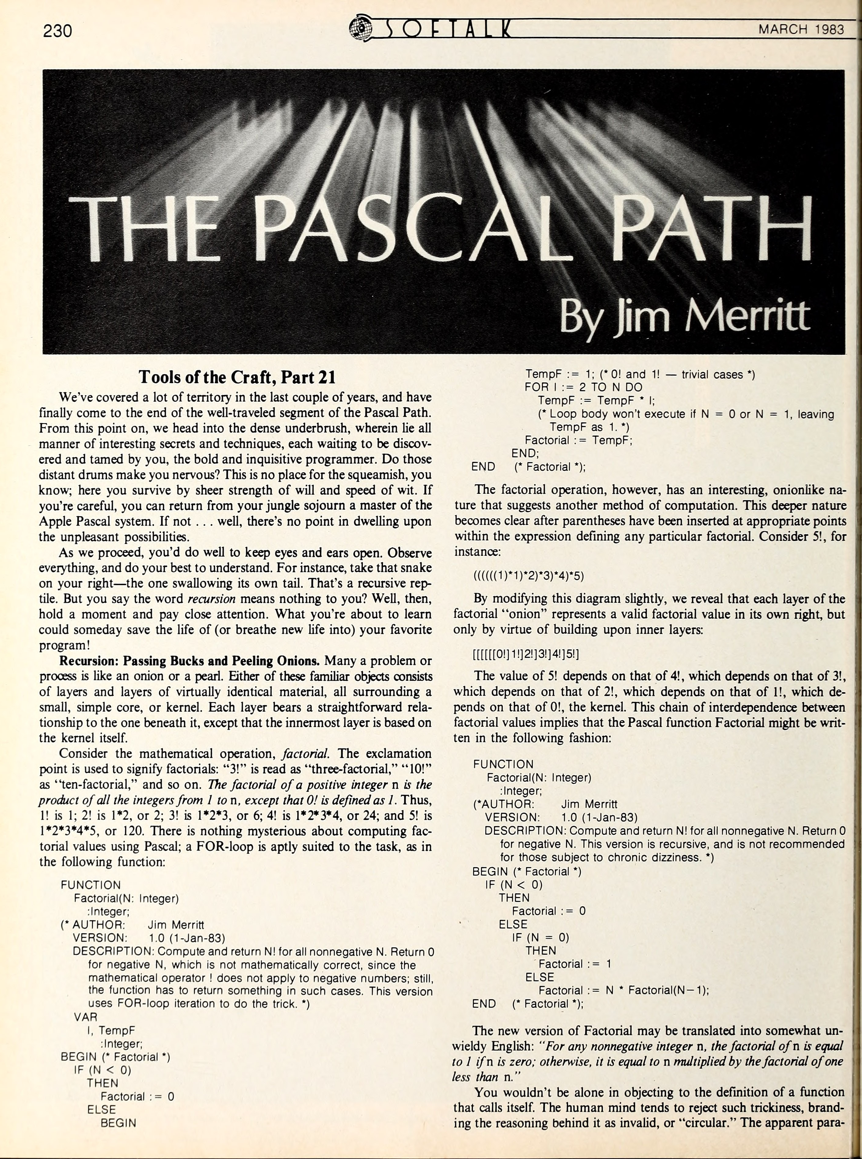 230
SOFTALK
MARCH 1983
THE PASCAL PATH
By Jim Merritt
Tools of the Craft, Part 21
We've covered a lot of territory in the last couple of years, and have
finally come to the end of the well-traveled segment of the Pascal Path.
From this point on, we head into the dense underbrush, wherein lie all
manner of interesting secrets and techniques, each waiting to be discov-
ered and tamed by you, the bold and inquisitive programmer. Do those
distant drums make you nervous? This is no place for the squeamish, you
know; here you survive by sheer strength of will and speed of wit. If
you're careful, you can return from your jungle sojourn a master of the
Apple Pascal system. If not . . . well, there's no point in dwelling upon
the unpleasant possibilities.
As we proceed, you'd do well to keep eyes and ears open. Observe
everything, and do your best to understand. For instance, take that snake
on your right—the one swallowing its own tail. That's a recursive rep-
tile. But you say the word recursion means nothing to you? Well, then,
hold a moment and pay close attention. What you're about to learn
could someday save the life of (or breathe new life into) your favorite
program!
Recursion: Passing Bucks and Peeling Onions. Many a problem or
process is like an onion or a pearl. Either of these familiar objects consists
of layers and layers of virtually identical material, all surrounding a
small, simple core, or kernel. Each layer bears a straightforward rela-
tionship to the one beneath it, except that the innermost layer is based on
the kernel itself.
Consider the mathematical operation, factorial. The exclamation
point is used to signify factorials: "3!" is read as "three-factorial," "10!"
as "ten-factorial," and so on. The factorial of a positive integer n is the
product of all the integers from 1 to n, except that 0! is defined as 1. Thus,
1! is 1; 2! is 1*2, or 2; 3! is 1*2*3, or 6; 4! is 1*2*3*4, or 24; and 5! is
1*2*3*4*5, or 120. There is nothing mysterious about computing fac-
torial values using Pascal; a FOR-loop is aptly suited to the task, as in
the following function:
FUNCTION
Factorial(N: Integer)
:Integer;
(* AUTHOR: Jim Merritt
VERSION: 1.0 (1-Jan-83)
DESCRIPTION: Compute and return N! for all nonnegative N. Return 0
for negative N, which is not mathematically correct, since the
mathematical operator ! does not apply to negative numbers; still,
the function has to return something in such cases. This version
uses FOR-loop iteration to do the trick. *)
VAR
I, TempF
:Integer;
BEGIN (* Factorial *)
IF (N < 0)
THEN
Factorial := 0
ELSE
BEGIN
TempF := 1; (* 0! and 1! — trivial cases *)
FOR I := 2 TO N DO
TempF := TempF * I;
(* Loop body won't execute if N = 0 or N = 1, leaving
TempF as 1. *)
Factorial := TempF;
END;
END (* Factorial *);
The factorial operation, however, has an interesting, onionlike na-
ture that suggests another method of computation. This deeper nature
becomes clear after parentheses have been inserted at appropriate points
within the expression defining any particular factorial. Consider 5!, for
instance:
((((((1)*1)*2)*3)*4)*5)
By modifying this diagram slightly, we reveal that each layer of the
factorial "onion" represents a valid factorial value in its own right, but
only by virtue of building upon inner layers:
[[[[[[0!]1!]2!]3!]4!]5!]
The value of 5! depends on that of 4!, which depends on that of 3!,
which depends on that of 2!, which depends on that of 1!, which de-
pends on that of 0!, the kernel. This chain of interdependence between
factorial values implies that the Pascal function Factorial might be writ-
ten in the following fashion:
FUNCTION
Factorial(N: Integer)
:Integer;
(*AUTHOR: Jim Merritt
VERSION: 1.0 (1-Jan-83)
DESCRIPTION: Compute and return N! for all nonnegative N. Return 0
for negative N. This version is recursive, and is not recommended
for those subject to chronic dizziness. *)
BEGIN (* Factorial *)
IF (N < 0)
THEN
Factorial := 0
ELSE
IF (N = 0)
THEN
Factorial := 1
ELSE
Factorial := N * Factorial(N−1);
END (* Factorial *);
The new version of Factorial may be translated into somewhat un-
wieldy English: "For any nonnegative integer n, the factorial of n is equal
to 1 if n is zero; otherwise, it is equal to n multiplied by the factorial of one
less than n."
You wouldn't be alone in objecting to the definition of a function
that calls itself. The human mind tends to reject such trickiness, brand-
ing the reasoning behind it as invalid, or "circular." The apparent para-